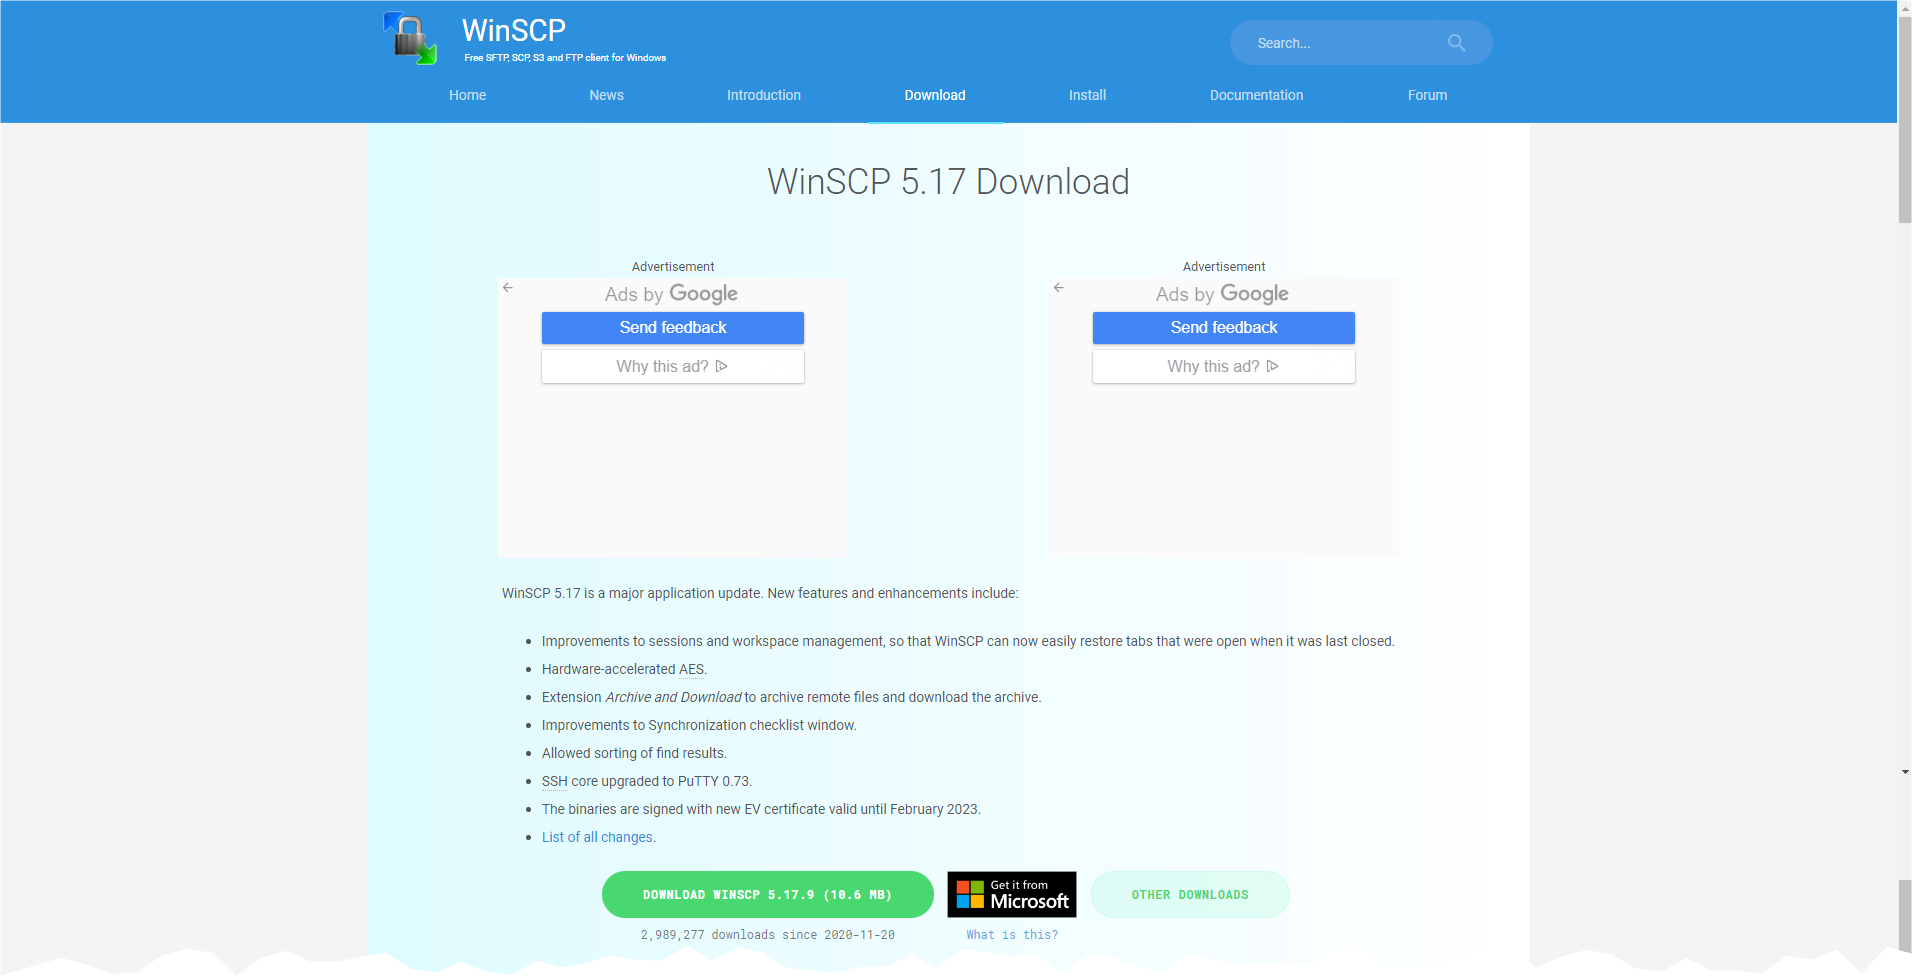 WinSCP
Free SFTP, SCP, S3 and FTP client for Windows
Search...
Home
News
Introduction
Download
Install
Documentation
Forum
WinSCP 5.17 Download
Advertisement
Ads by Google
Send feedback
Why this ad?
Advertisement
Ads by Google
Send feedback
Why this ad?
WinSCP 5.17 is a major application update. New features and enhancements include:
Improvements to sessions and workspace management, so that WinSCP can now easily restore tabs that were open when it was last closed.
Hardware-accelerated AES.
Extension Archive and Download to archive remote files and download the archive.
Improvements to Synchronization checklist window.
Allowed sorting of find results.
SSH core upgraded to PuTTY 0.73.
The binaries are signed with new EV certificate valid until February 2023.
List of all changes.
DOWNLOAD WINSCP 5.17.9 (10.6 MB)
Get it from
Microsoft
OTHER DOWNLOADS
2,989,277 downloads since 2020-11-20
What is this?